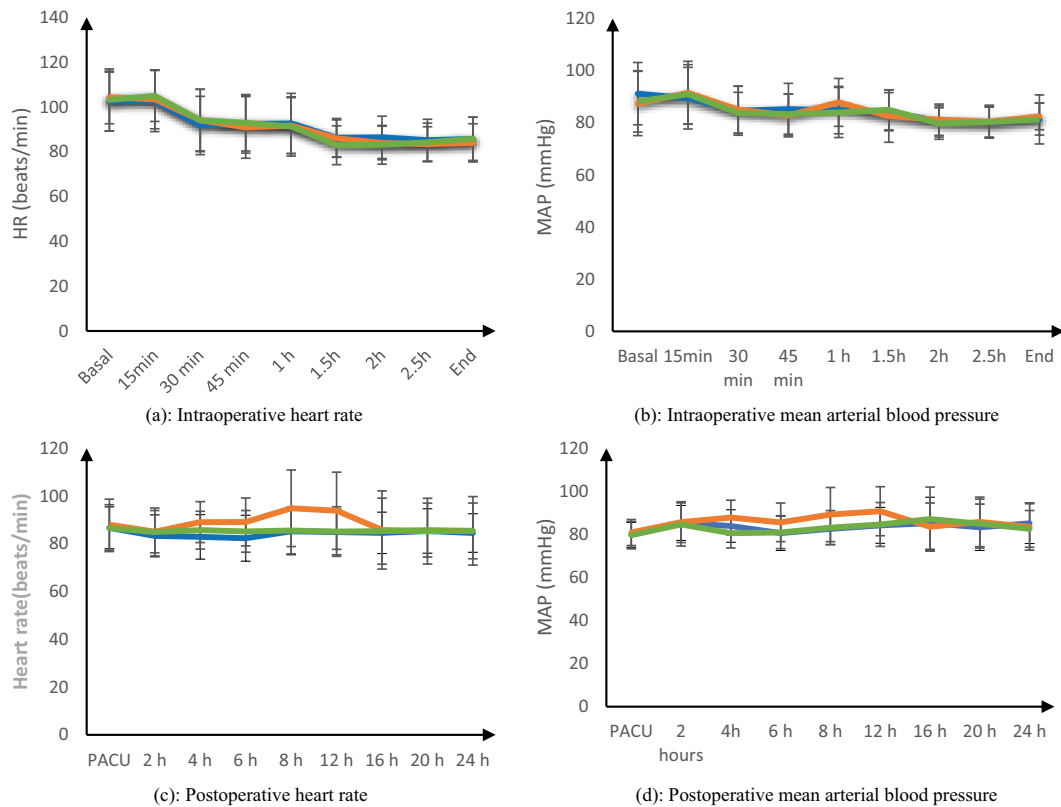 HR (beats/min)
140
120
100
80
60
40
20
0
Basal 15min 30 min 45 min 1 h 1.5h 2h 2.5h End
(a): Intraoperative heart rate
MAP (mmHg)
120
100
80
60
40
20
0
Basal 15min 30 45 1 h 1.5h 2h 2.5h End
min min
(b): Intraoperative mean arterial blood pressure
Heart rate(beats/min)
120
100
80
60
40
20
0
PACU 2 h 4 h 6 h 8 h 12 h 16 h 20 h 24 h
(c): Postoperative heart rate
MAP (mmHg)
120
100
80
60
40
20
0
PACU 2 4h 6 h 8 h 12 h 16 h 20 h 24 h
hours
(d): Postoperative mean arterial blood pressure